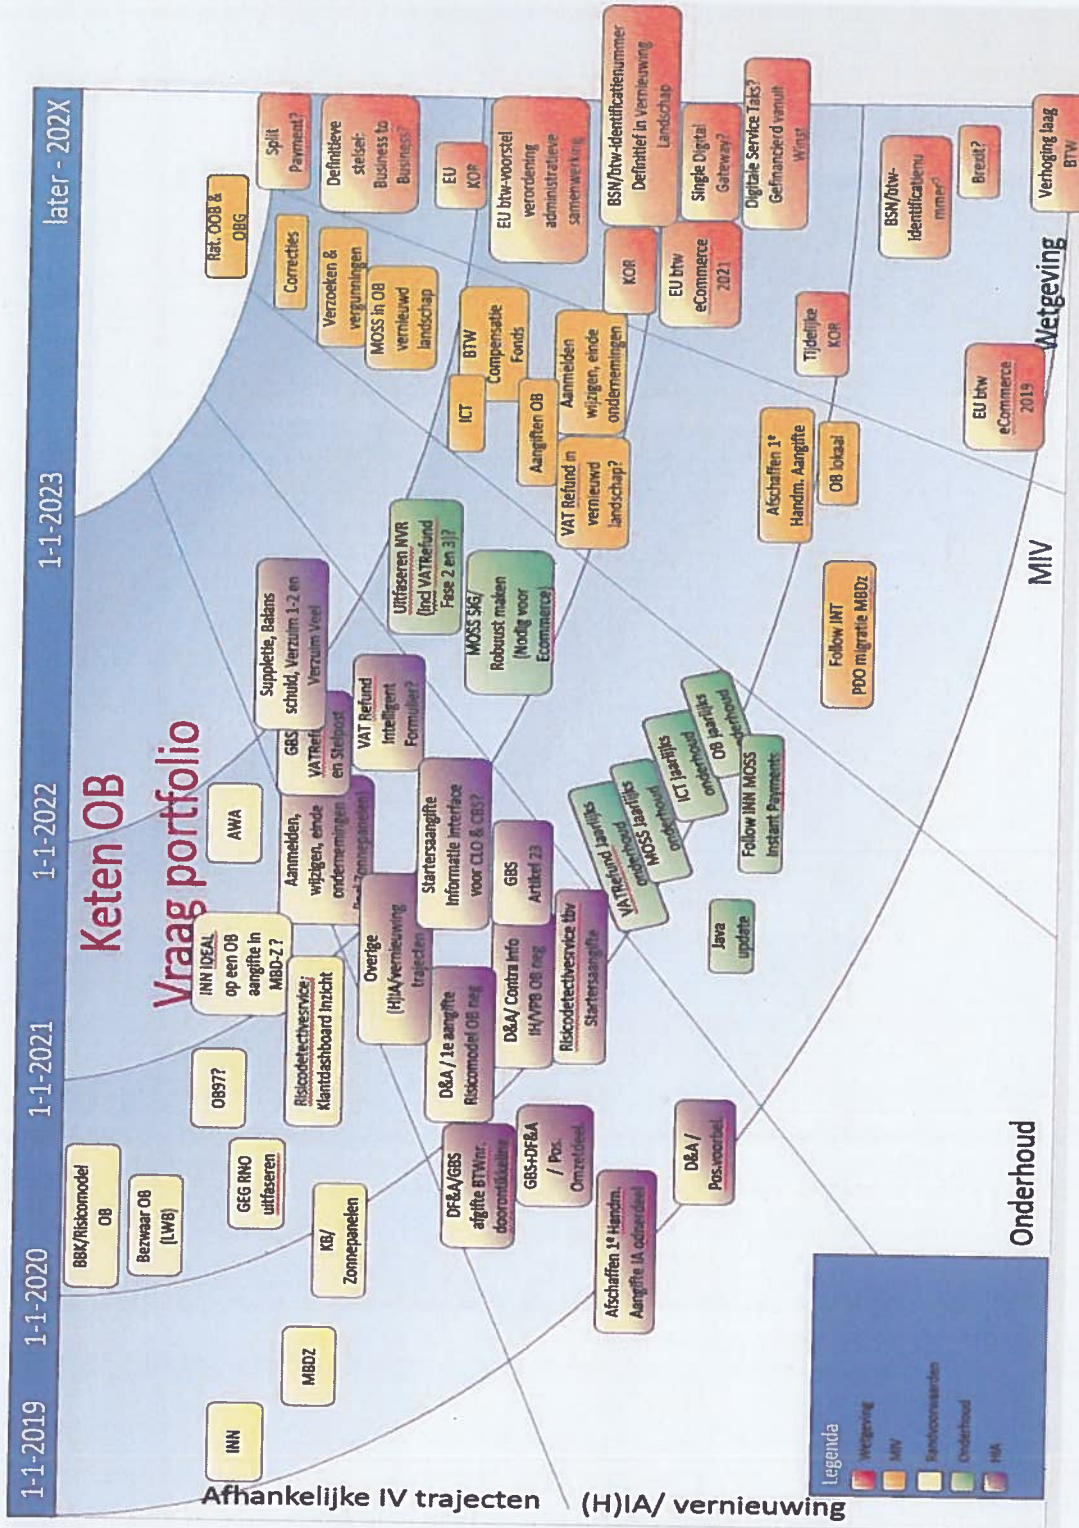 1-1-2019
1-1-2020
1-1-2021
1-1-2022
1-1-2023
later - 202X
Keten OB
Vraag portfolio
BBK/Risicomodel
OB
Bezwaar OB
(LWB)
GEG RNO
uitfaseren
KB/
Zonnepanelen
MBDZ
INN
OB97?
INN IDEAL
op een OB
aangifte in
MBD-Z ?
Risicodetectieservice;
Klantdashboard Inzicht
AWA
Aanmelden,
wijzigen, einde
ondernemingen
GBS
en Stelpost
Suppletie, Balans
schuld, Verzuim 1-2 en
Verzuim Veel
VAT Refund
Intelligent
Formulier?
Overige
(H)IA/vernieuwing
trajecten
Startersaangifte
Informatie Interface
voor CLO & CBS?
D&A / 1e aangifte
Risicomodel OB neg
D&A/ Contra Info
IH/VPB OB neg
GBS
Artikel 23
Risicodetectieservice tbv
Startersaangifte
DF&A/GBS
afgifte BTWnr.
doorontikkeling
GBS+DF&A
/ Pos.
Omzetdeel.
Afschaffen 1e Handm.
Aangifte IA odnerdeel
D&A /
Pos.voorbel.
Uitfaseren NVR
(Incl VATRefund
Fase 2 en 3)?
MOSS SIG/
Robuust maken
(Nodig voor
Ecommerce)
VATRefund Jaarlijks
onderhoud
MOSS Jaarlijks
onderhoud
ICT Jaarlijks
onderhoud
OB jaarlijks
Follow INN MOSS
Instant Payments
Java
update
Rat. OOB &
OBG
Correcties
Verzoeken &
vergunningen
MOSS in OB
vernieuwd
landschap
BTW
Compensatie
Fonds
ICT
Aangiften OB
Aanmelden
wijzigen, einde
ondernemingen
VAT Refund in
vernieuwd
landschap?
Afschaffen 1e
Handm. Aangifte
OB lokaal
Follow INT
PDO migratie MBDz
Split
Payment?
Definitieve
stelsel:
Business to
Business?
EU
KOR
EU btw-voorstel
verordening
administratieve
samenwerking
BSN/btw-identificatienummer
Definitief in Vernieuwing
Landschap
KOR
Single Digital
Gateway?
EU btw
eCommerce
2021
Digitale Service Taks?
Gefinancierd vanuit
Winst
Tijdelijke
KOR
BSN/btw-
Identificatienu
mmer?
Brexit?
EU btw
eCommerce
2019
Verhoging laag
BTW
Afhankelijke IV trajecten
(H)IA/ vernieuwing
Onderhoud
MIV
Wetgeving
Legenda
Wetgeving
MIV
Randvoorwaarden
Onderhoud
HIA